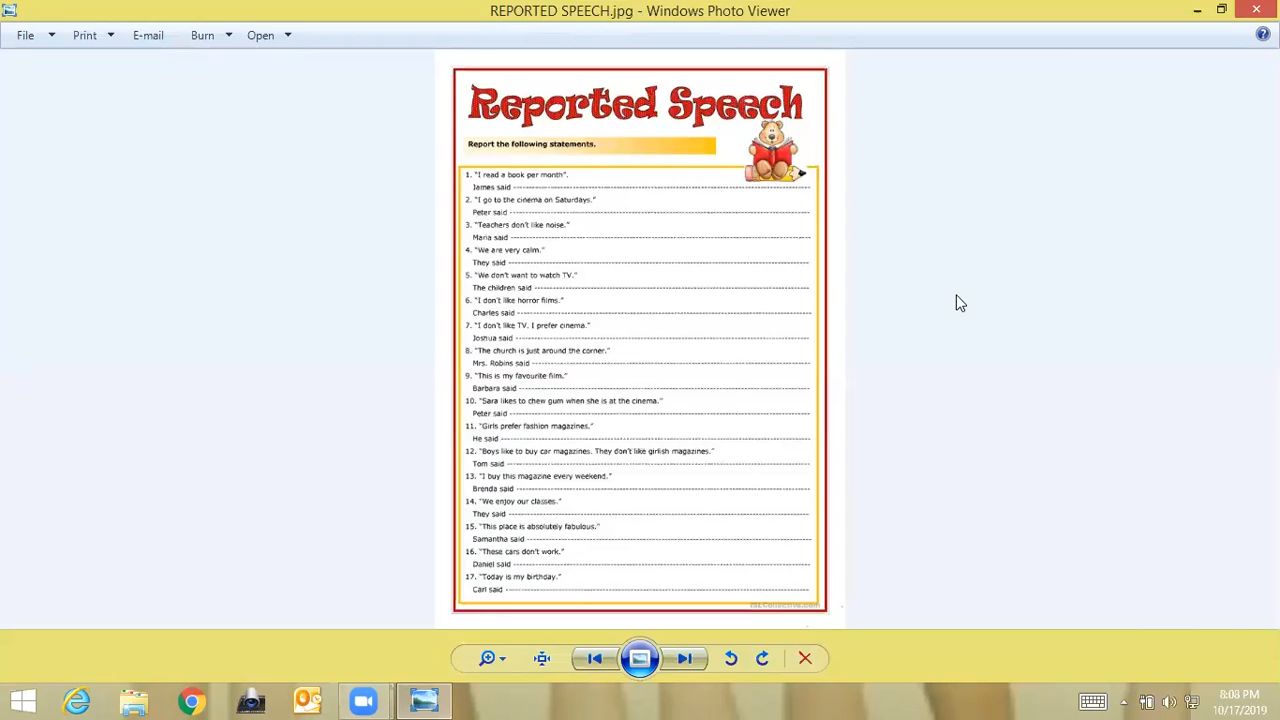 REPORTED SPEECH.jpg - Windows Photo Viewer
File Print E-mail Burn Open
Reported Speech
Report the following statements.
1. "I read a book per month".
James said
2. "I go to the cinema on Saturdays."
Peter said
3. "Teachers don't like noise."
Maria said
4. "We are very calm."
They said
5. "We don't want to watch TV."
The children said
6. "I don't like horror films."
Charles said
7. "I don't like TV. I prefer cinema."
Joshua said
8. "The church is just around the corner."
Mrs. Robins said
9. "This is my favourite film."
Barbara said
10. "Sara likes to chew gum when she is at the cinema."
Peter said
11. "Girls prefer fashion magazines."
He said
12. "Boys like to buy car magazines. They don't like girlish magazines."
Tom said
13. "I buy this magazine every weekend."
Brenda said
14. "We enjoy our classes."
They said
15. "This place is absolutely fabulous."
Samantha said
16. "These cars don't work."
Daniel said
17. "Today is my birthday."
Carl said
8:08 PM
10/17/2019